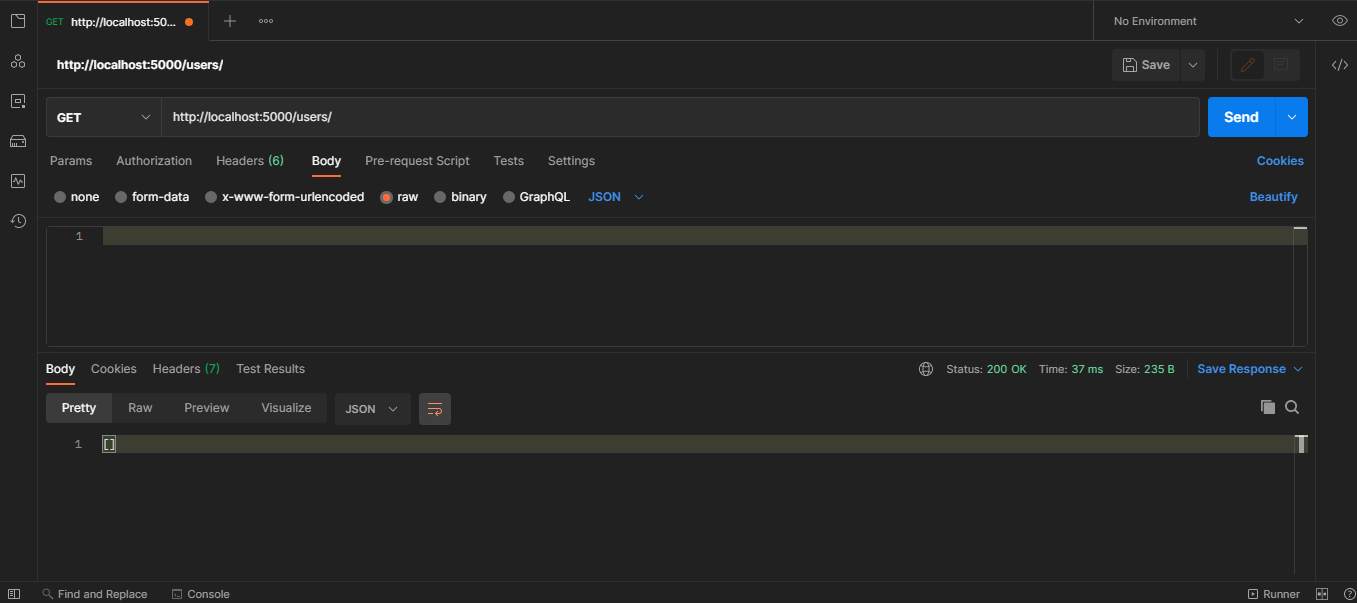 GET http://localhost:50...
No Environment
http://localhost:5000/users/
Save
GET http://localhost:5000/users/ Send
Params Authorization Headers (6) Body Pre-request Script Tests Settings Cookies
none form-data x-www-form-urlencoded raw binary GraphQL JSON Beautify
1
Body Cookies Headers (7) Test Results Status: 200 OK Time: 37 ms Size: 235 B Save Response
Pretty Raw Preview Visualize JSON
1 []
Find and Replace Console Runner